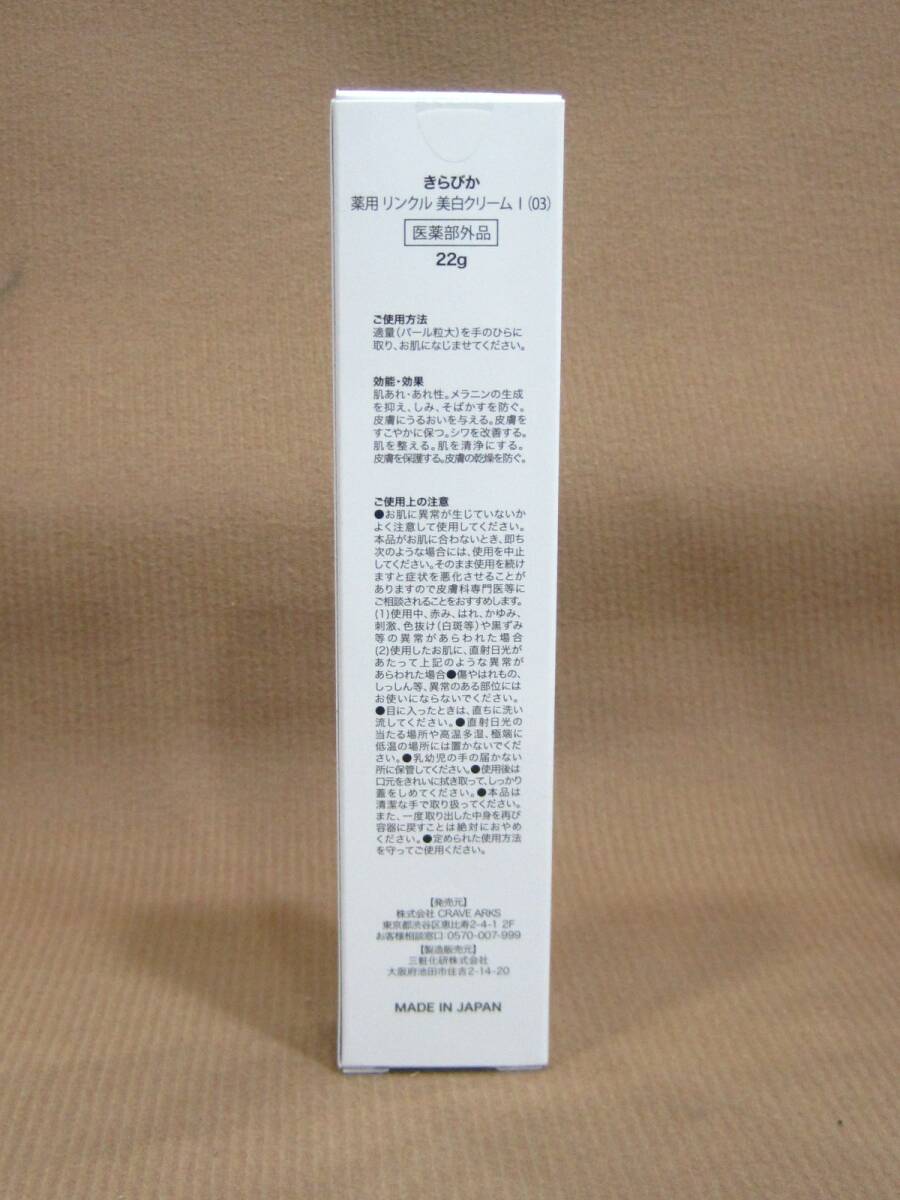 きらびか
薬用 リンクル 美白クリーム I (03)
医薬部外品
22g
ご使用方法
適量(パール粒大)を手のひらに
取り、お肌になじませてください。
効能・効果
肌あれ・あれ性。メラニンの生成
を抑え、しみ、そばかすを防ぐ。
皮膚にうるおいを与える。皮膚を
すこやかに保つ。シワを改善する。
肌を整える。肌を清浄にする。
皮膚を保護する。皮膚の乾燥を防ぐ。
ご使用上の注意
●お肌に異常が生じていないか
よく注意して使用してください。
本品がお肌に合わないとき、即ち
次のような場合には、使用を中止
してください。そのまま使用を続け
ますと症状を悪化させることが
ありますので皮膚科専門医等に
ご相談されることをおすすめします。
(1)使用中、赤み、はれ、かゆみ、
刺激、色抜け(白斑等)や黒ずみ
等の異常があらわれた場合
(2)使用したお肌に、直射日光が
あたって上記のような異常が
あらわれた場合●傷やはれもの、
しっしん等、異常のある部位には
お使いにならないでください。
●目に入ったときは、直ちに洗い
流してください。●直射日光の
当たる場所や高温多湿、極端に
低温の場所には置かないでくだ
さい。●乳幼児の手の届かない
所に保管してください。●使用後は
口元をきれいに拭き取って、しっかり
蓋をしめてください。●本品は
清潔な手で取り扱ってください。
また、一度取り出した中身を再び
容器に戻すことは絶対におやめ
ください。●定められた使用方法
を守ってご使用ください。
【発売元】
株式会社 CRAVE ARKS
東京都渋谷区恵比寿2-4-1 2F
お客様相談窓口 0570-007-999
【製造販売元】
三粧化研株式会社
大阪府池田市住吉2-14-20
MADE IN JAPAN